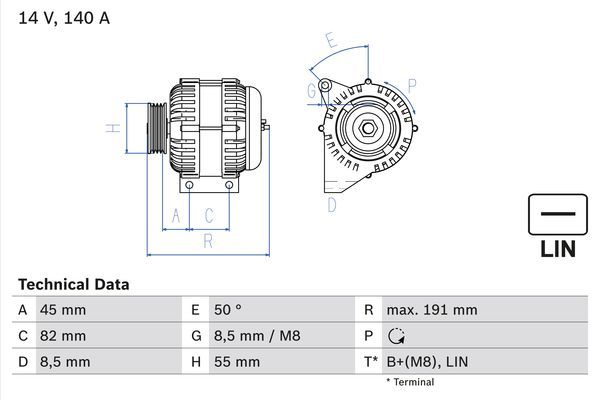 14 V, 140 A
E
G
P
H
D
A
C
R
LIN
Technical Data
A 45 mm E 50 ° R max. 191 mm
C 82 mm G 8,5 mm / M8 P
D 8,5 mm H 55 mm T* B+(M8), LIN
* Terminal